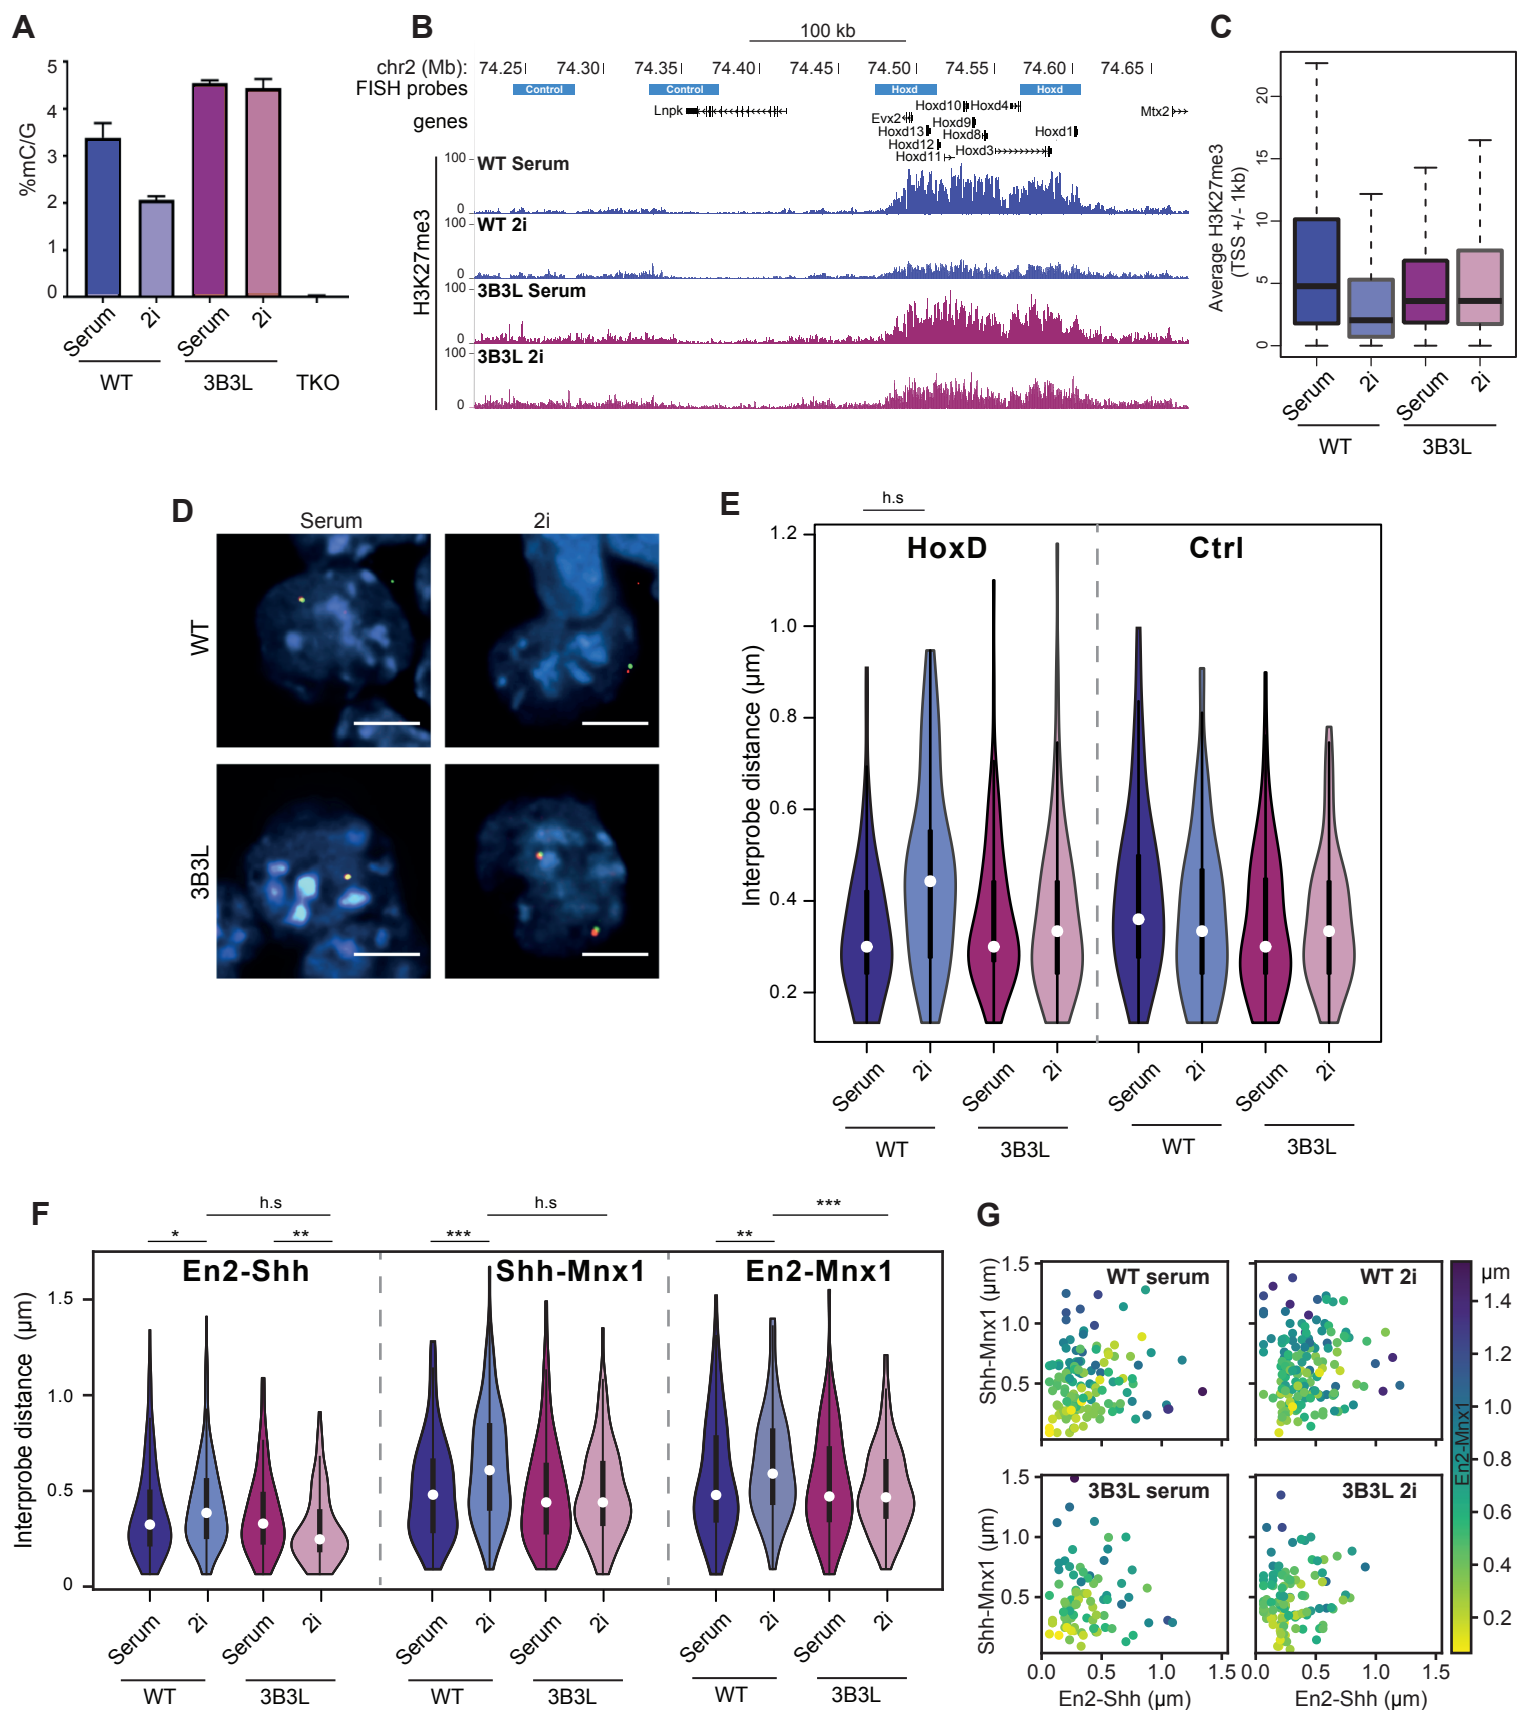 A
%mC/G
5
4
3
2
1
0
Serum
2i
Serum
2i
WT
3B3L
TKO
B
100 kb
chr2 (Mb):
74.25
74.30
74.35
74.40
74.45
74.50
74.55
74.60
74.65
FISH probes
Control
Control
Hoxd
Hoxd
genes
Lnpk
Hoxd10
Hoxd4
Mtx2
Evx2
Hoxd9
Hoxd13
Hoxd8
Hoxd1
Hoxd12
Hoxd3
Hoxd11
H3K27me3
100
WT Serum
0
100
WT 2i
0
100
3B3L Serum
0
100
3B3L 2i
0
C
Average H3K27me3
(TSS +/- 1kb)
20
15
10
5
0
Serum
2i
Serum
2i
WT
3B3L
D
Serum
2i
WT
3B3L
E
h.s
HoxD
Ctrl
Interprobe distance (μm)
1.2
1.0
0.8
0.6
0.4
0.2
Serum
2i
Serum
2i
Serum
2i
Serum
2i
WT
3B3L
WT
3B3L
F
h.s
h.s
***
*
**
***
**
En2-Shh
Shh-Mnx1
En2-Mnx1
Interprobe distance (μm)
1.5
1.0
0.5
0
Serum
2i
Serum
2i
Serum
2i
Serum
2i
Serum
2i
Serum
2i
WT
3B3L
WT
3B3L
WT
3B3L
G
Shh-Mnx1 (μm)
1.5
1.0
0.5
WT serum
WT 2i
Shh-Mnx1 (μm)
1.5
1.0
0.5
3B3L serum
3B3L 2i
0.0
0.5
1.0
1.5
0.0
0.5
1.0
1.5
En2-Shh (μm)
En2-Shh (μm)
μm
En2-Mnx1
1.4
1.2
1.0
0.8
0.6
0.4
0.2